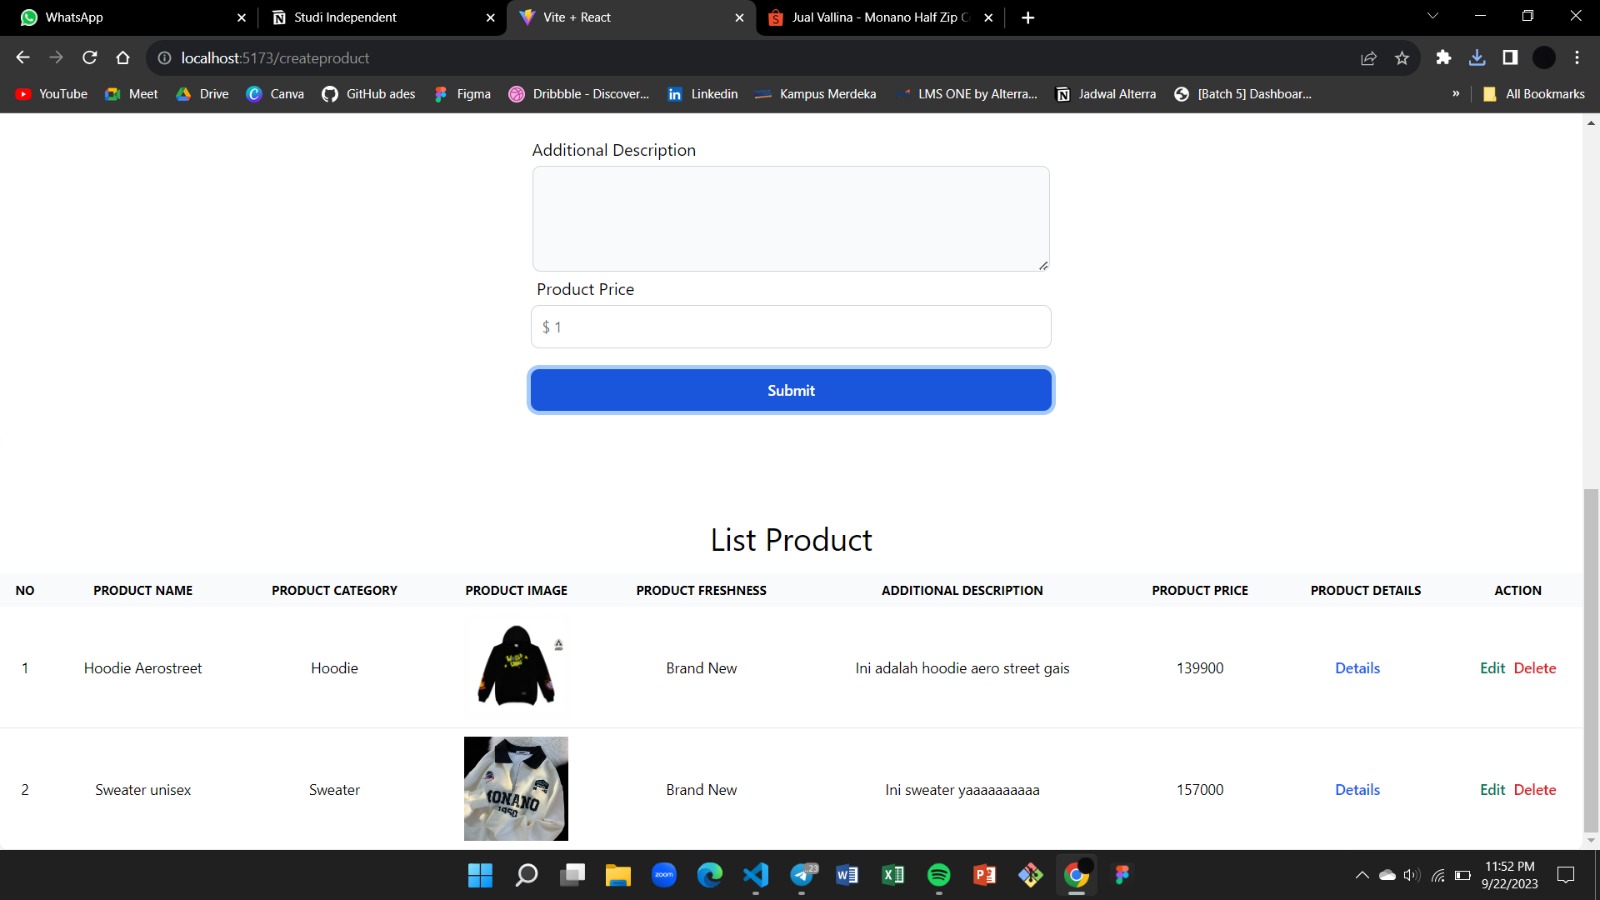 WhatsApp
Studi Independent
Vite + React
Jual Vallina - Monano Half Zip
localhost:5173/createproduct
YouTube
Meet
Drive
Canva
GitHub ades
Figma
Dribbble - Discover...
Linkedin
Kampus Merdeka
LMS ONE by Alterra...
Jadwal Alterra
[Batch 5] Dashboar...
»
All Bookmarks
Additional Description
Product Price
$ 1
Submit
List Product
NO PRODUCT NAME PRODUCT CATEGORY PRODUCT IMAGE PRODUCT FRESHNESS ADDITIONAL DESCRIPTION PRODUCT PRICE PRODUCT DETAILS ACTION
1 Hoodie Aerostreet Hoodie Brand New Ini adalah hoodie aero street gais 139900 Details Edit Delete
2 Sweater unisex Sweater Brand New Ini sweater yaaaaaaaaaa 157000 Details Edit Delete
MONANO
1950
zoom
23
11:52 PM
9/22/2023